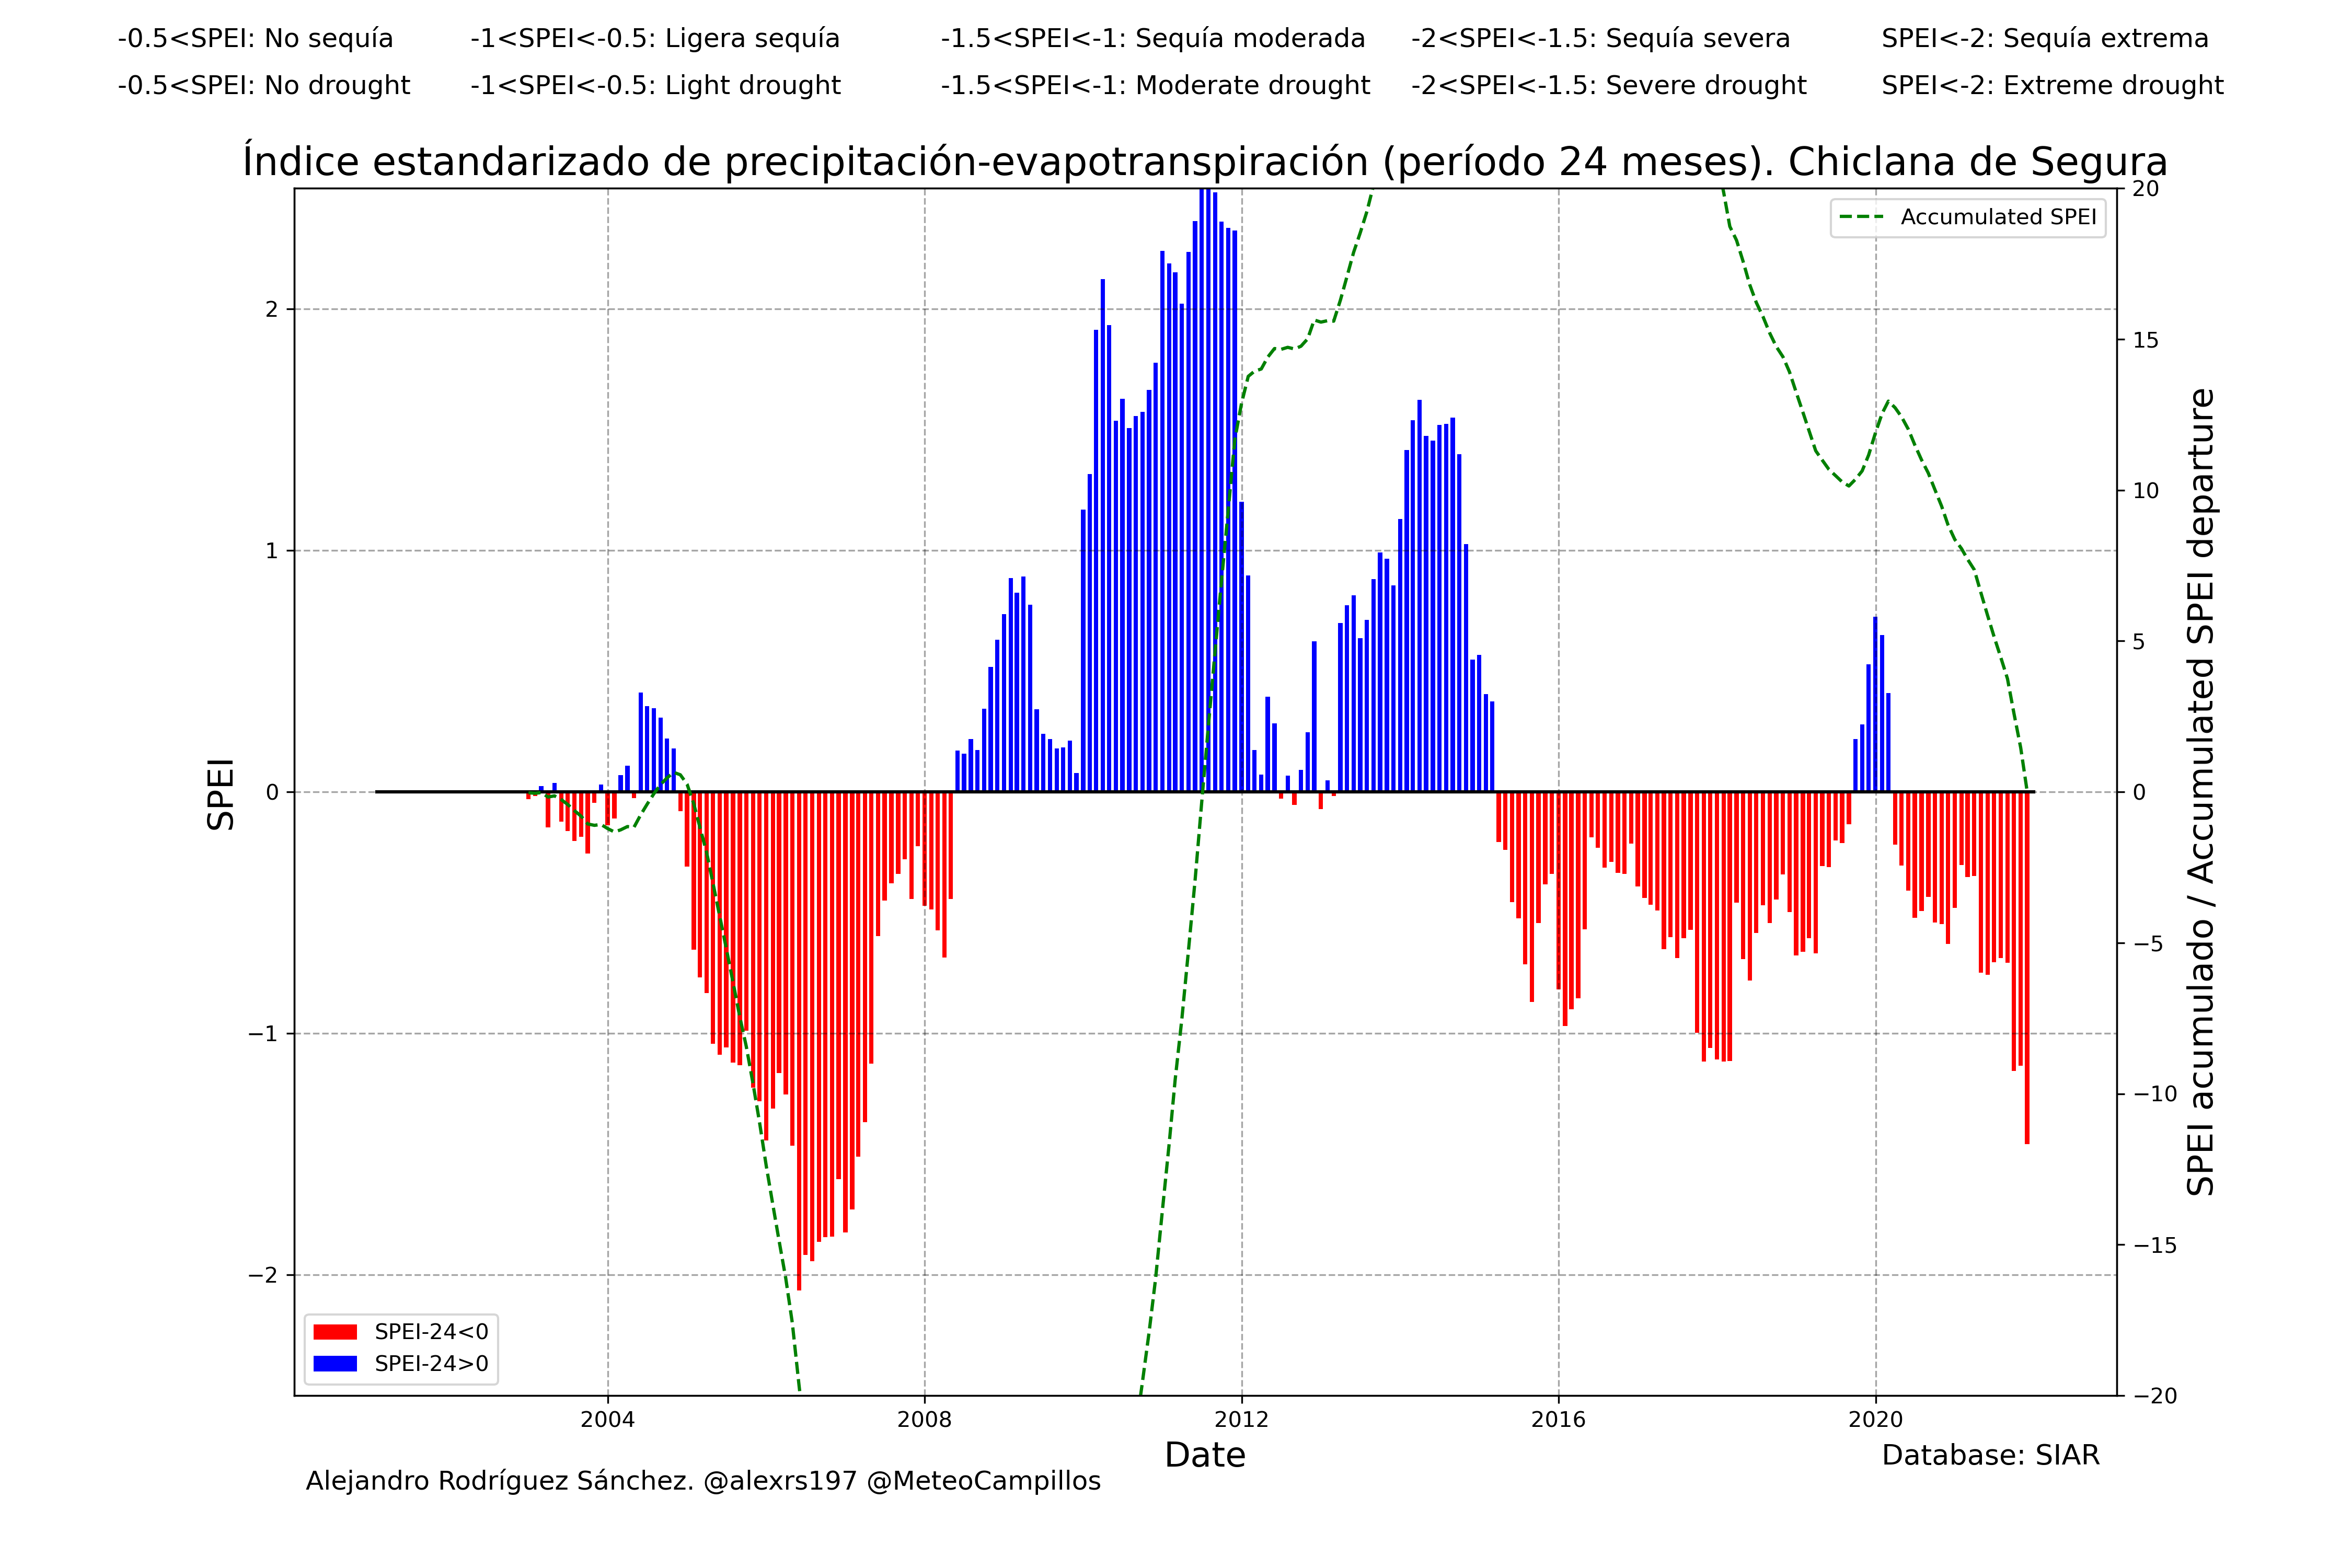 -0.5<SPEI: No sequía -1<SPEI<-0.5: Ligera sequía -1.5<SPEI<-1: Sequía moderada -2<SPEI<-1.5: Sequía severa SPEI<-2: Sequía extrema
-0.5<SPEI: No drought -1<SPEI<-0.5: Light drought -1.5<SPEI<-1: Moderate drought -2<SPEI<-1.5: Severe drought SPEI<-2: Extreme drought
Índice estandarizado de precipitación-evapotranspiración (período 24 meses). Chiclana de Segura
Accumulated SPEI
SPEI
2
1
0
−1
−2
20
15
10
5
0
−5
−10
−15
−20
SPEI acumulado / Accumulated SPEI departure
SPEI-24<0
SPEI-24>0
2004 2008 2012 2016 2020
Date
Database: SIAR
Alejandro Rodríguez Sánchez. @alexrs197 @MeteoCampillos